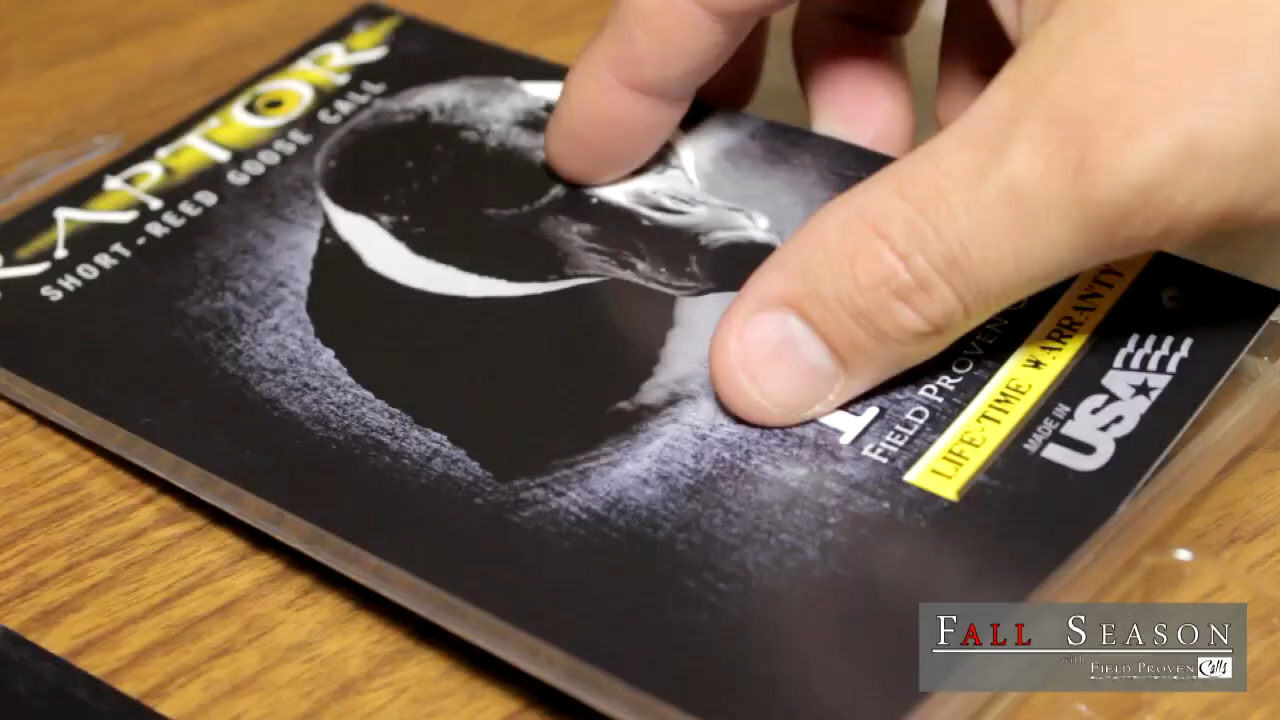 RAPTOR
SHORT-REED GOOSE CALL
FIELD PROVEN
LIFE-TIME WARRANTY
MADE IN
USA
FALL SEASON
with FIELD PROVEN Calls